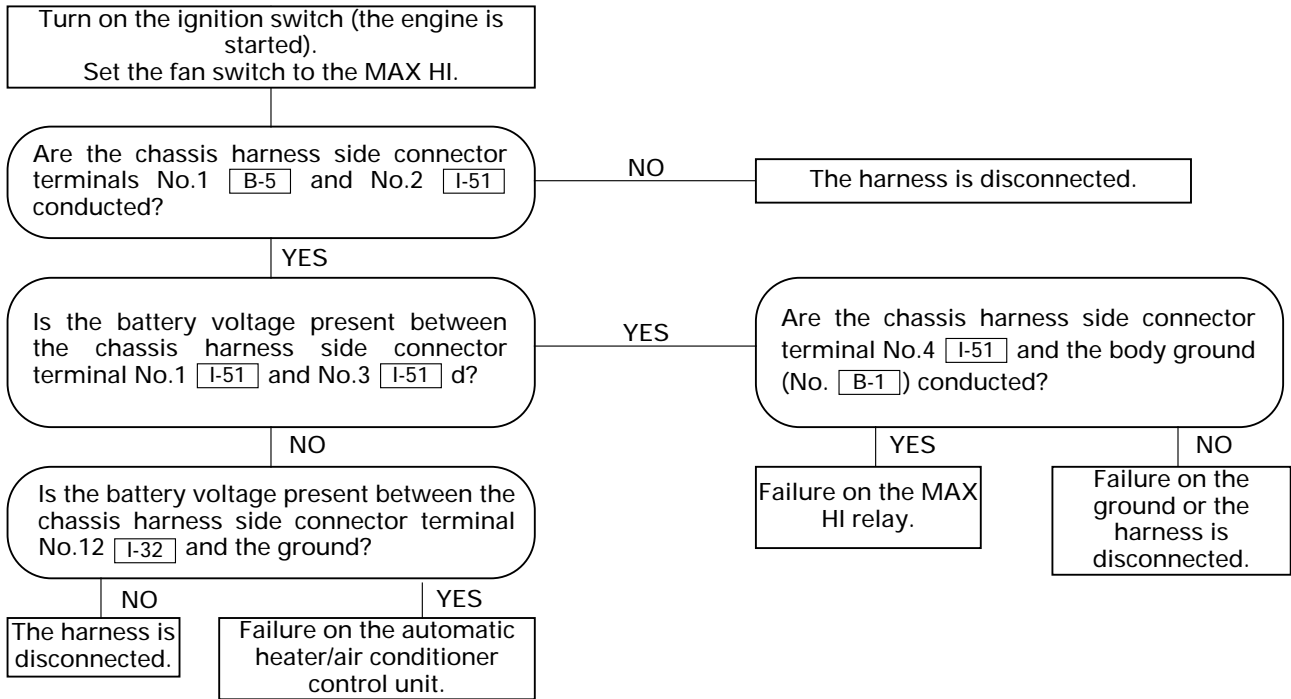 Turn on the ignition switch (the engine is
started).
Set the fan switch to the MAX HI.
Are the chassis harness side connector
terminals No.1 B-5 and No.2 I-51
conducted?
NO
The harness is disconnected.
YES
Is the battery voltage present between
the chassis harness side connector
terminal No.1 I-51 and No.3 I-51 d?
YES
Are the chassis harness side connector
terminal No.4 I-51 and the body ground
(No. B-1) conducted?
NO
YES
NO
Is the battery voltage present between the
chassis harness side connector terminal
No.12 I-32 and the ground?
Failure on the MAX
HI relay.
Failure on the
ground or the
harness is
disconnected.
NO
YES
The harness is
disconnected.
Failure on the automatic
heater/air conditioner
control unit.